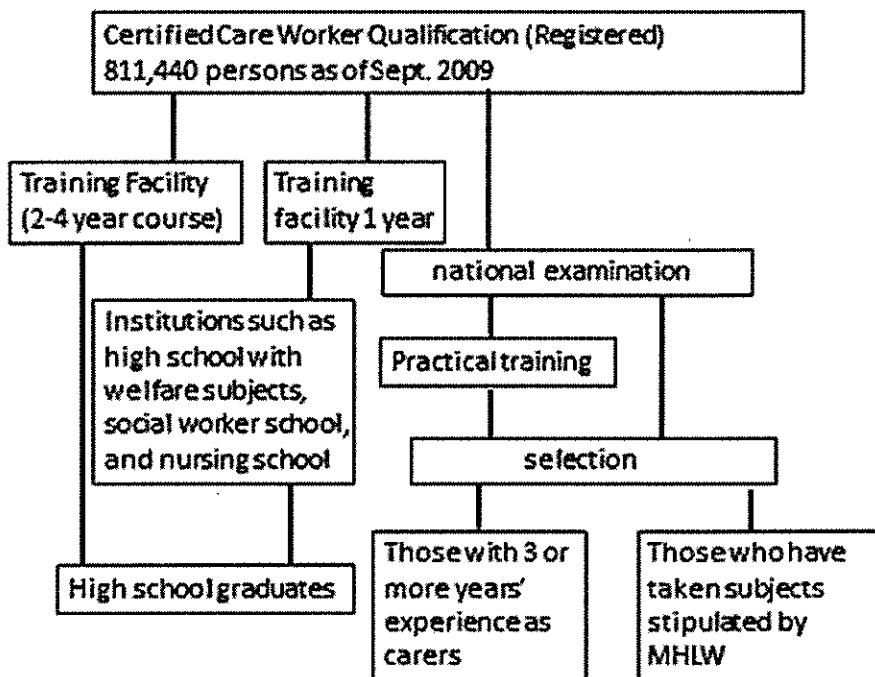 Certified Care Worker Qualification (Registered)
811,440 persons as of Sept. 2009
Training Facility
(2-4 year course)
Training
facility 1 year
national examination
Institutions such as
high school with
welfare subjects,
social worker school,
and nursing school
Practical training
selection
High school graduates
Those with 3 or
more years'
experience as
carers
Those who have
taken subjects
stipulated by
MHLW